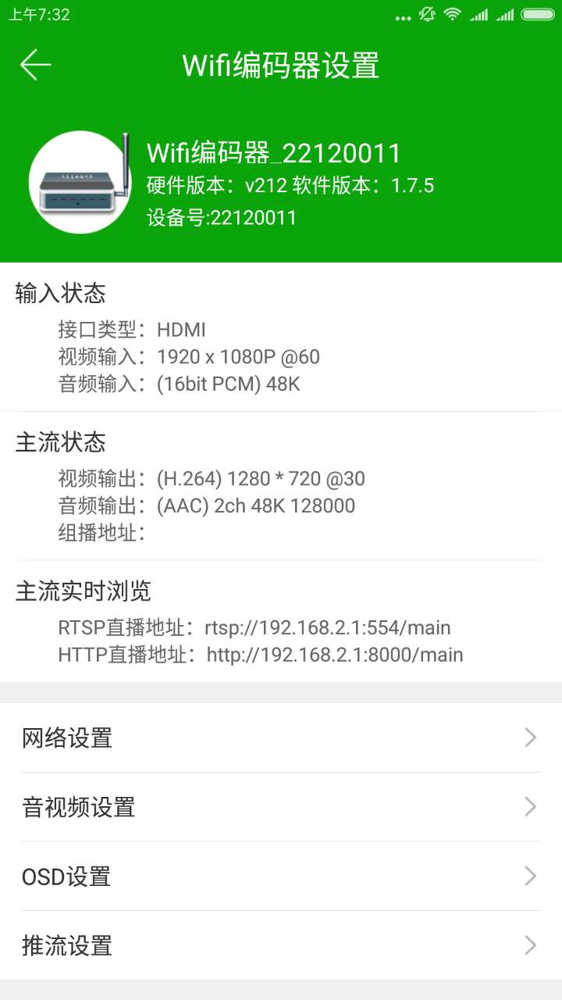 上午7:32
Wifi编码器设置
Wifi编码器_22120011
硬件版本：v212 软件版本：1.7.5
设备号:22120011
输入状态
接口类型：HDMI
视频输入：1920 x 1080P @60
音频输入：(16bit PCM) 48K
主流状态
视频输出：(H.264) 1280 * 720 @30
音频输出：(AAC) 2ch 48K 128000
组播地址：
主流实时浏览
RTSP直播地址：rtsp://192.168.2.1:554/main
HTTP直播地址：http://192.168.2.1:8000/main
网络设置
音视频设置
OSD设置
推流设置